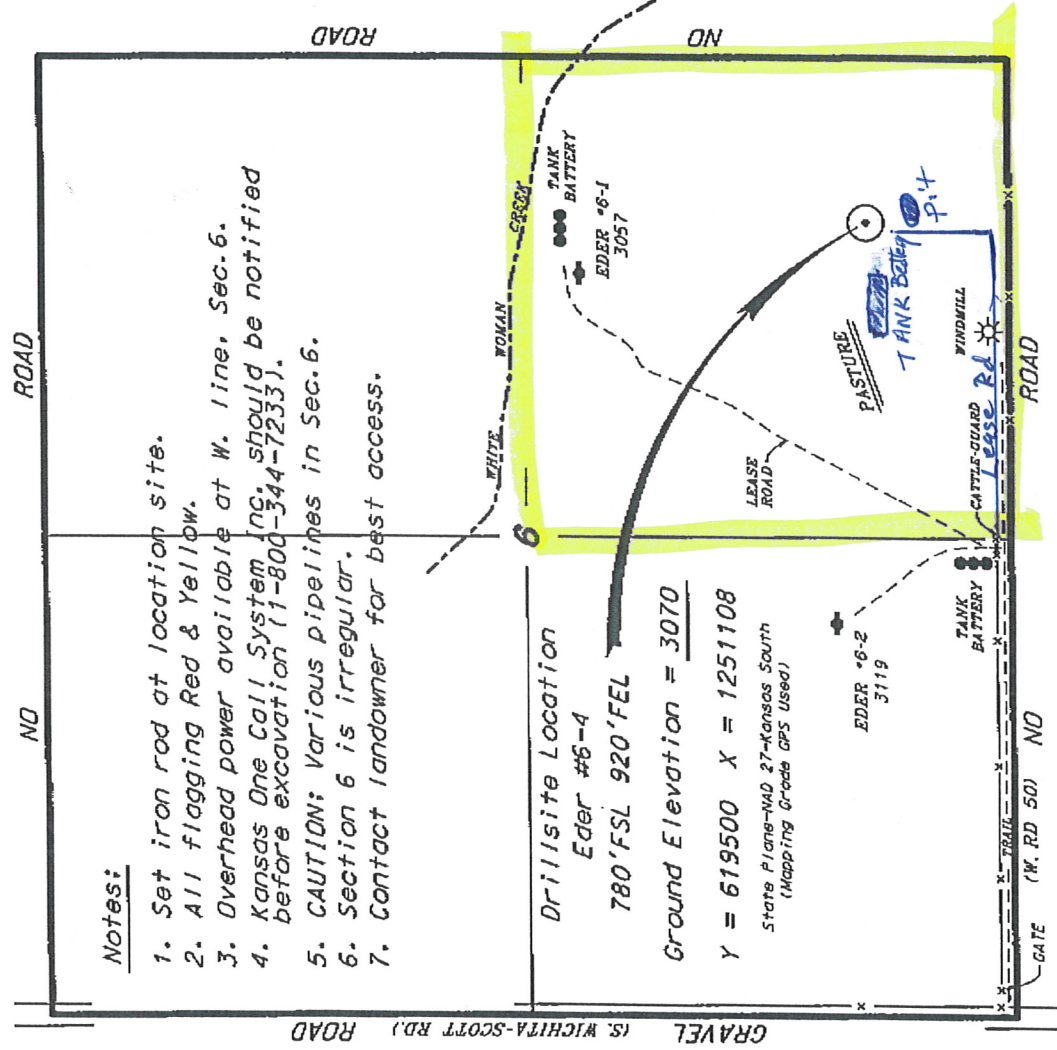 NO ROAD
Notes:
1. Set iron rod at location site.
2. All flagging Red & Yellow.
3. Overhead power available at W. line, Sec. 6.
4. Kansas One Call System Inc. should be notified
before excavation (1-800-344-7233).
5. CAUTION: Various pipelines in Sec. 6.
6. Section 6 is irregular.
7. Contact landowner for best access.
NO ROAD
WHITE WOMAN CREEK
6
TANK
BATTERY
EDER #6-1
3057
Drillsite Location
Eder #6-4
780'FSL 920'FEL
Ground Elevation = 3070
Y = 619500 X = 1251108
State Plane-NAD 27-Kansas South
(Mapping Grade GPS Used)
LEASE
ROAD
PASTURE
TANK Battery
Pit
EDER #6-2
3119
TANK
BATTERY
CATTLE-GUARD
WINDMILL
Lease Rd
TRAIL
GATE
(W. RD 50) NO ROAD
GRAVEL (S. WICHITA-SCOTT RD.) ROAD